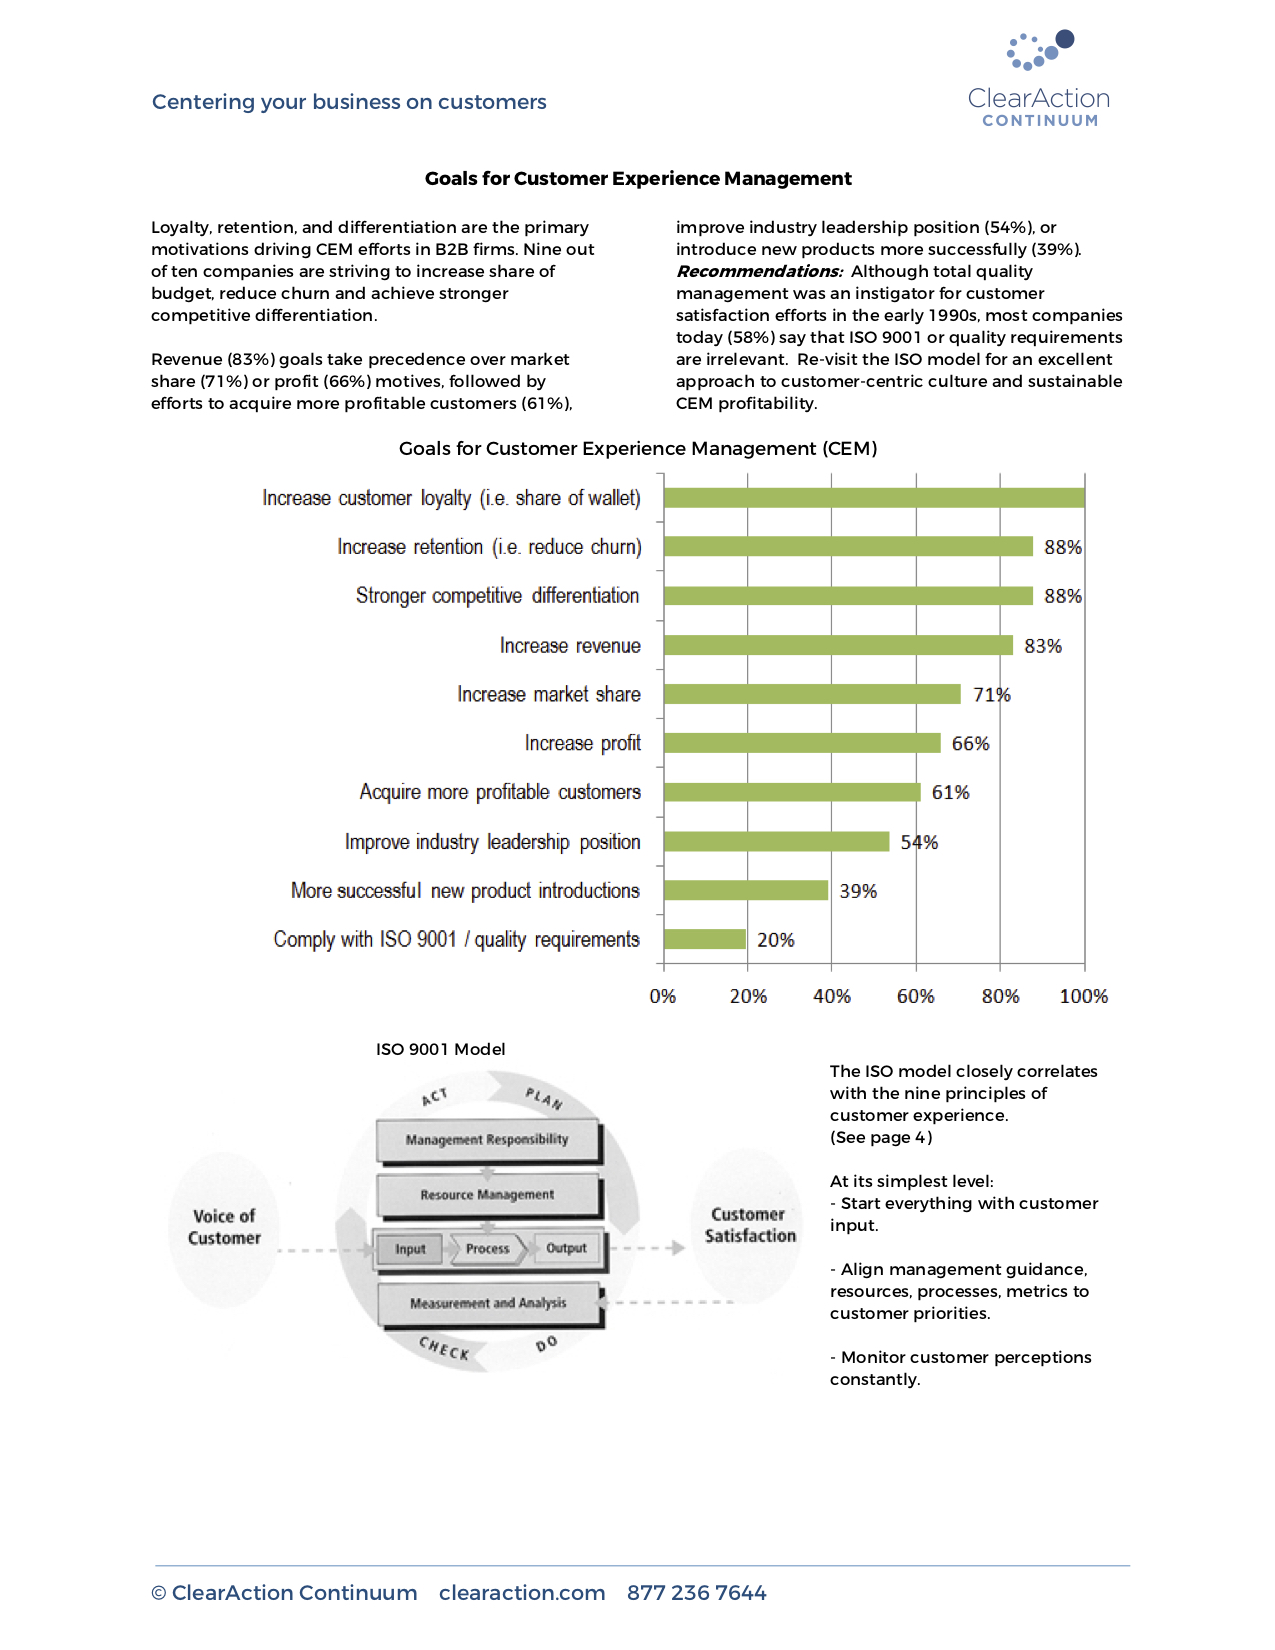 Centering your business on customers
ClearAction
CONTINUUM
Goals for Customer Experience Management
Loyalty, retention, and differentiation are the primary
motivations driving CEM efforts in B2B firms. Nine out
of ten companies are striving to increase share of
budget, reduce churn and achieve stronger
competitive differentiation.
Revenue (83%) goals take precedence over market
share (71%) or profit (66%) motives, followed by
efforts to acquire more profitable customers (61%),
improve industry leadership position (54%), or
introduce new products more successfully (39%).
Recommendations: Although total quality
management was an instigator for customer
satisfaction efforts in the early 1990s, most companies
today (58%) say that ISO 9001 or quality requirements
are irrelevant. Re-visit the ISO model for an excellent
approach to customer-centric culture and sustainable
CEM profitability.
Goals for Customer Experience Management (CEM)
Increase customer loyalty (i.e. share of wallet)
Increase retention (i.e. reduce churn) 88%
Stronger competitive differentiation 88%
Increase revenue 83%
Increase market share 71%
Increase profit 66%
Acquire more profitable customers 61%
Improve industry leadership position 54%
More successful new product introductions 39%
Comply with ISO 9001 / quality requirements 20%
0% 20% 40% 60% 80% 100%
ISO 9001 Model
ACT PLAN
Management Responsibility
Resource Management
Voice of
Customer
Input Process Output
Customer
Satisfaction
Measurement and Analysis
CHECK DO
The ISO model closely correlates
with the nine principles of
customer experience.
(See page 4)
At its simplest level:
- Start everything with customer
input.
- Align management guidance,
resources, processes, metrics to
customer priorities.
- Monitor customer perceptions
constantly.
© ClearAction Continuum clearaction.com 877 236 7644